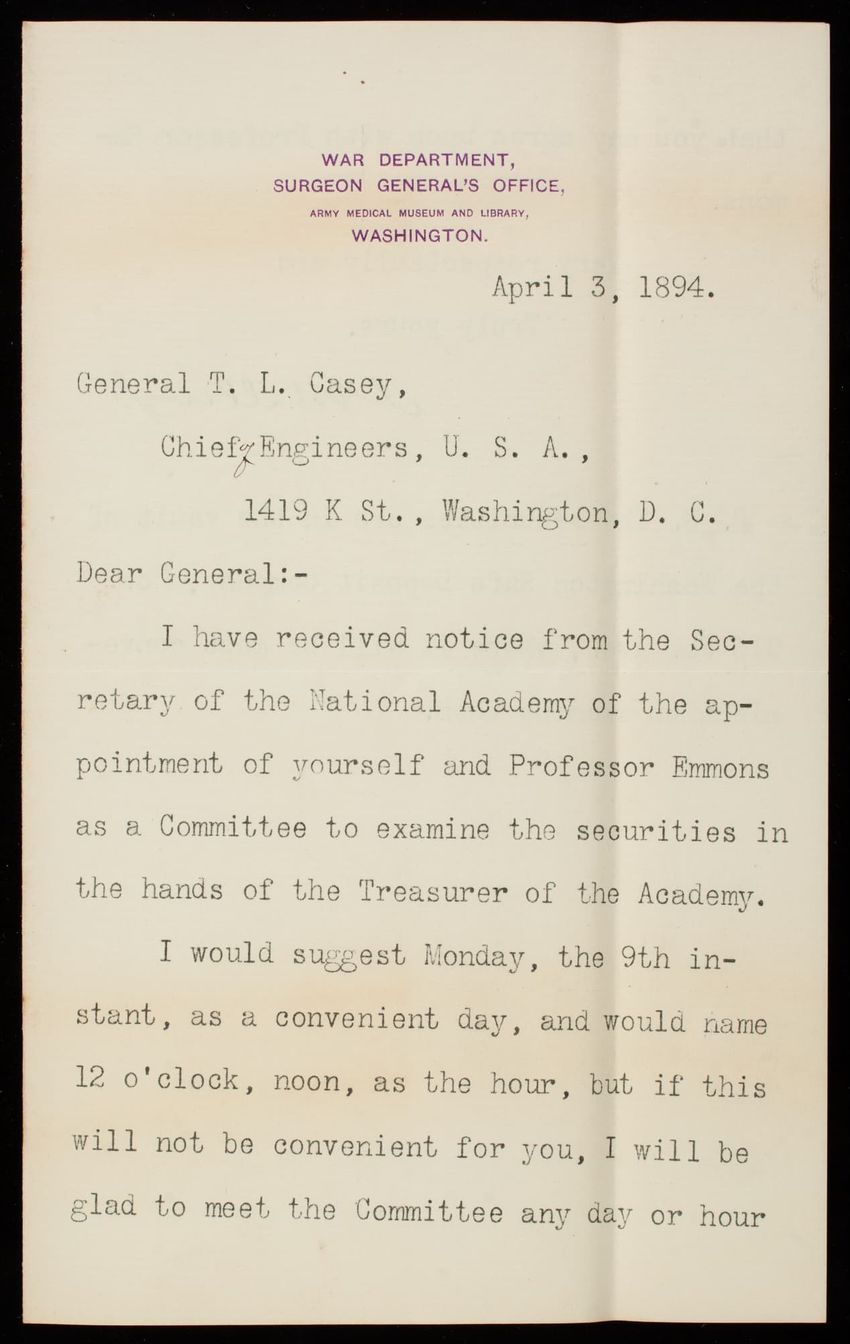 WAR DEPARTMENT,
SURGEON GENERAL'S OFFICE,
ARMY MEDICAL MUSEUM AND LIBRARY,
WASHINGTON.
April 3, 1894.
General T. L. Casey,
Chief of Engineers, U. S. A.,
1419 K St., Washington, D. C.
Dear General:-
I have received notice from the Sec-
retary of the National Academy of the ap-
pointment of yourself and Professor Emmons
as a Committee to examine the securities in
the hands of the Treasurer of the Academy.
I would suggest Monday, the 9th in-
stant, as a convenient day, and would name
12 o'clock, noon, as the hour, but if this
will not be convenient for you, I will be
glad to meet the Committee any day or hour